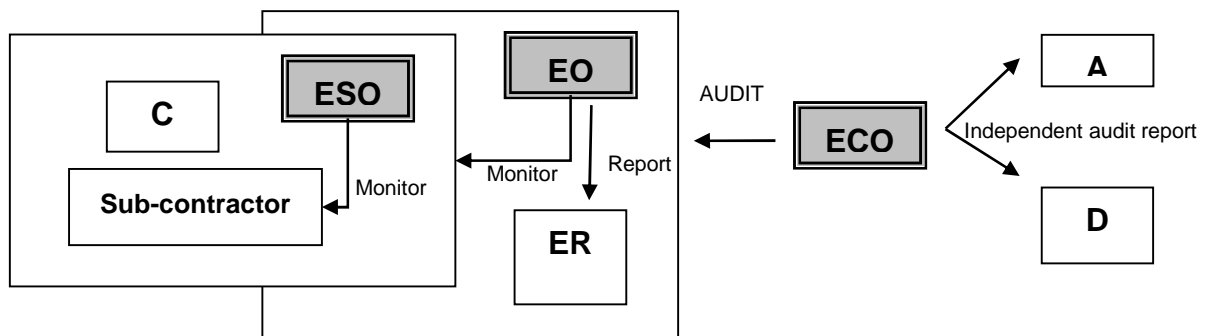 C
ESO
Sub-contractor
Monitor
EO
Monitor
Report
ER
AUDIT
ECO
Independent audit report
A
D